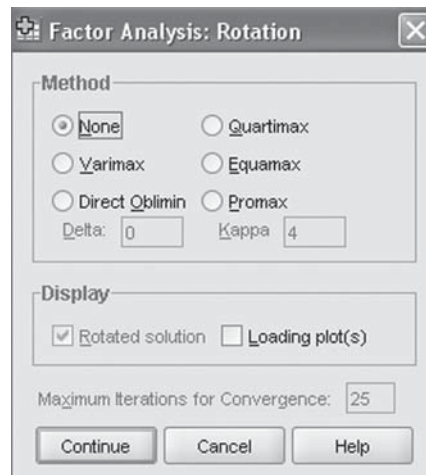 Factor Analysis: Rotation
Method
None
Quartimax
Varimax
Equamax
Direct Oblimin
Promax
Delta: 0
Kappa 4
Display
Rotated solution
Loading plot(s)
Maximum Iterations for Convergence: 25
Continue
Cancel
Help